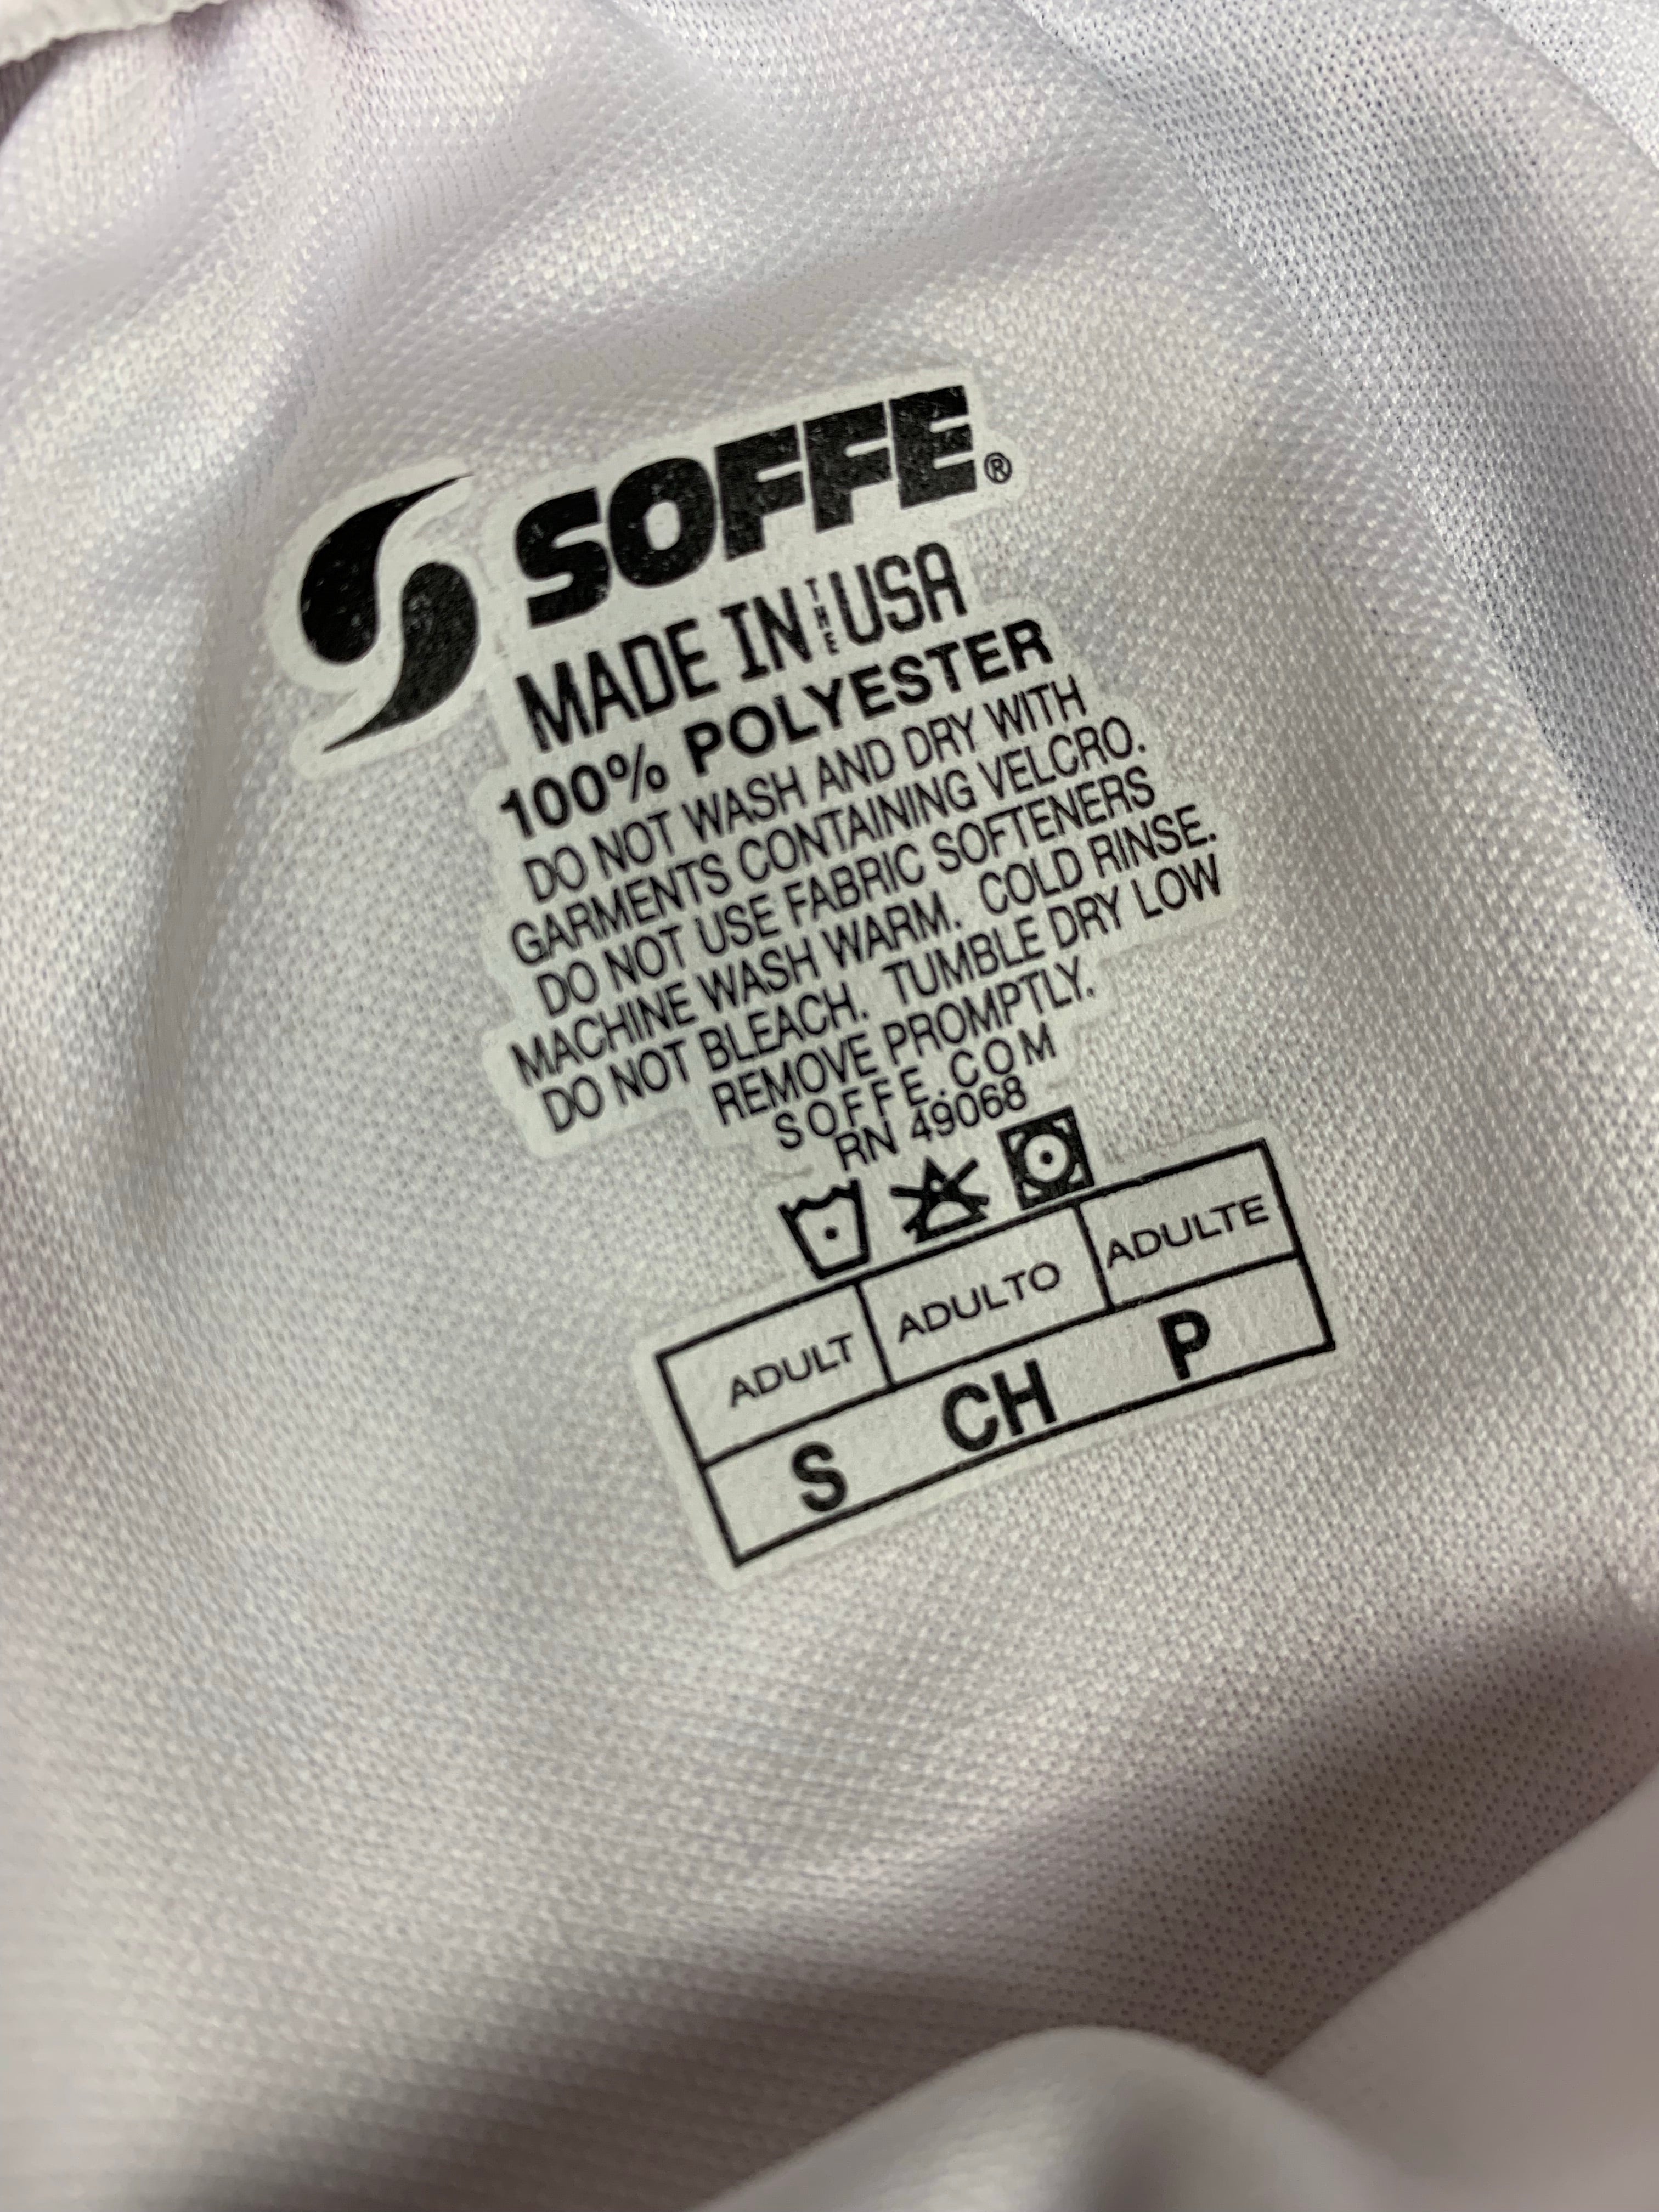 SOFFE®
MADE IN THE USA
100% POLYESTER
DO NOT WASH AND DRY WITH
GARMENTS CONTAINING VELCRO.
DO NOT USE FABRIC SOFTENERS
MACHINE WASH WARM. COLD RINSE.
DO NOT BLEACH. TUMBLE DRY LOW
REMOVE PROMPTLY.
SOFFE.COM
RN 49068
ADULT ADULTO ADULTE
S CH P